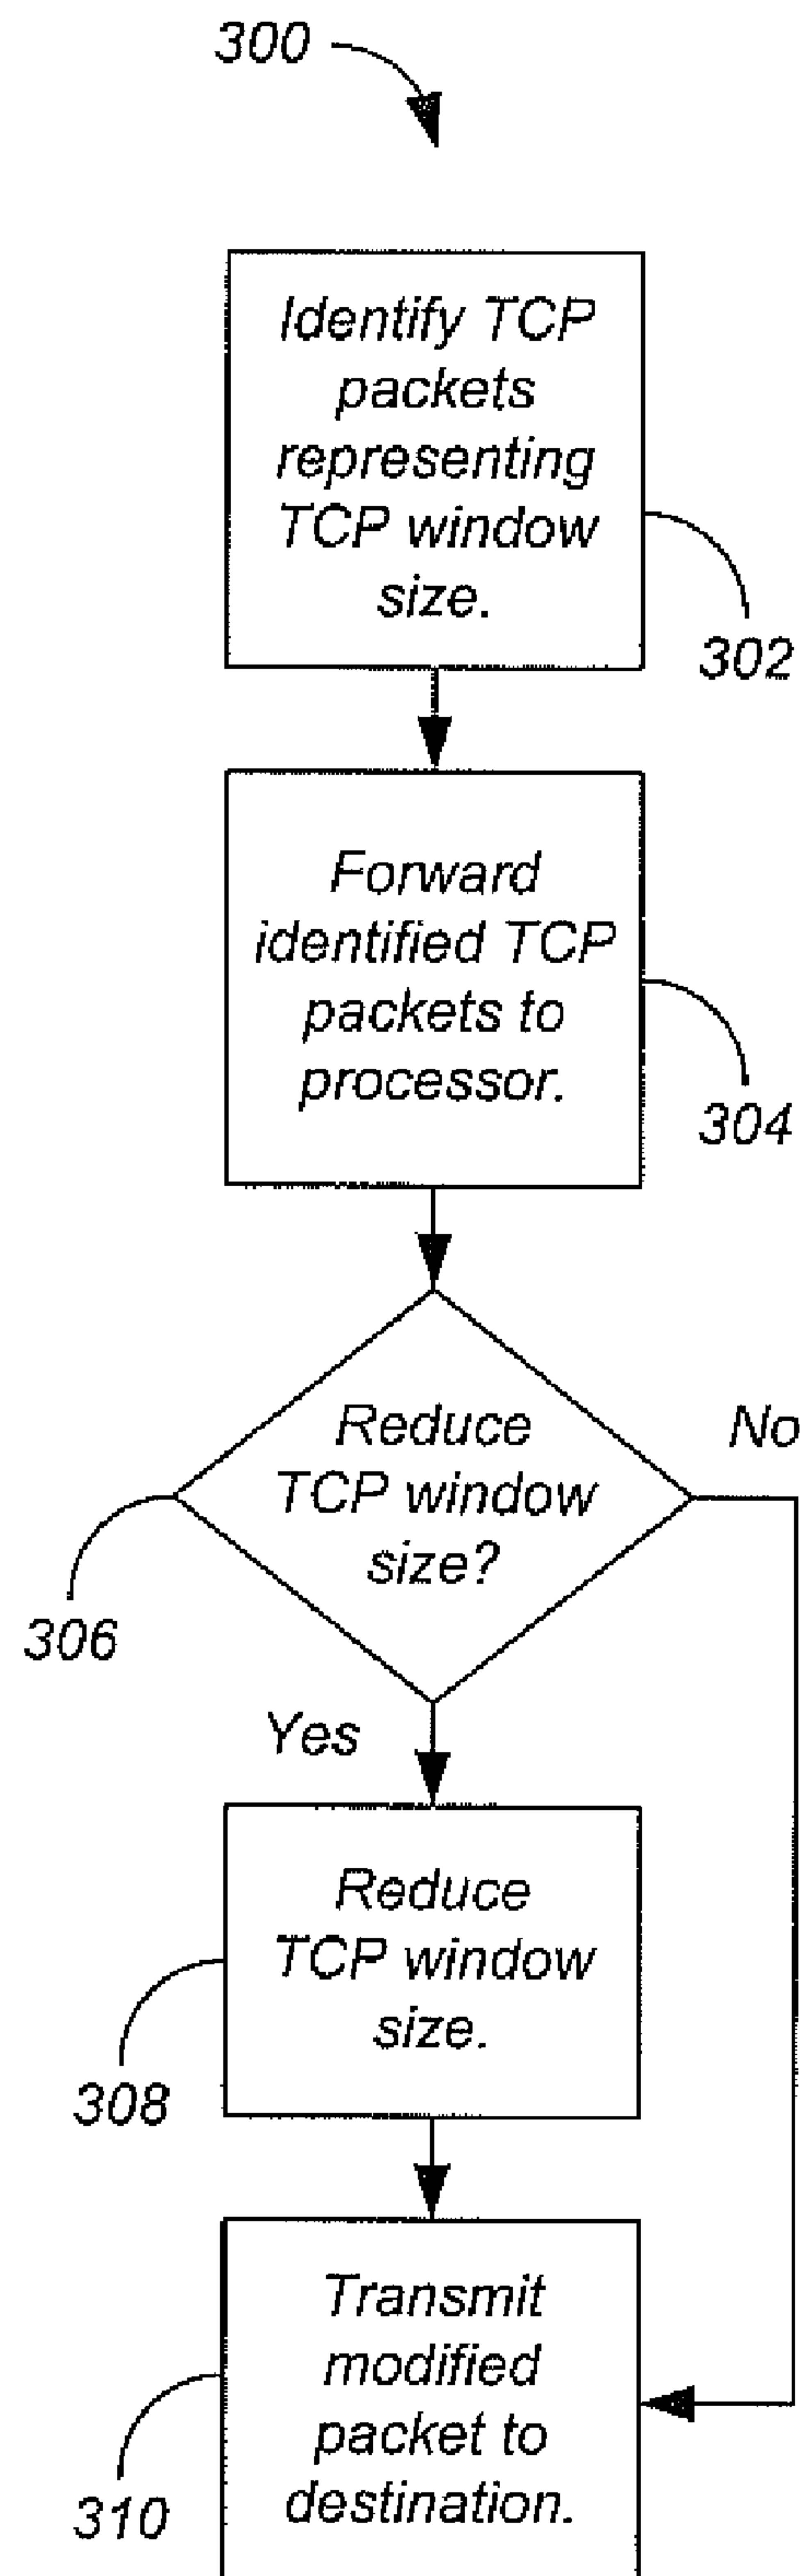 300
Identify TCP
packets
representing
TCP window
size.
302
Forward
identified TCP
packets to
processor.
304
Reduce
TCP window
size?
No
306
Yes
Reduce
TCP window
size.
308
Transmit
modified
packet to
destination.
310